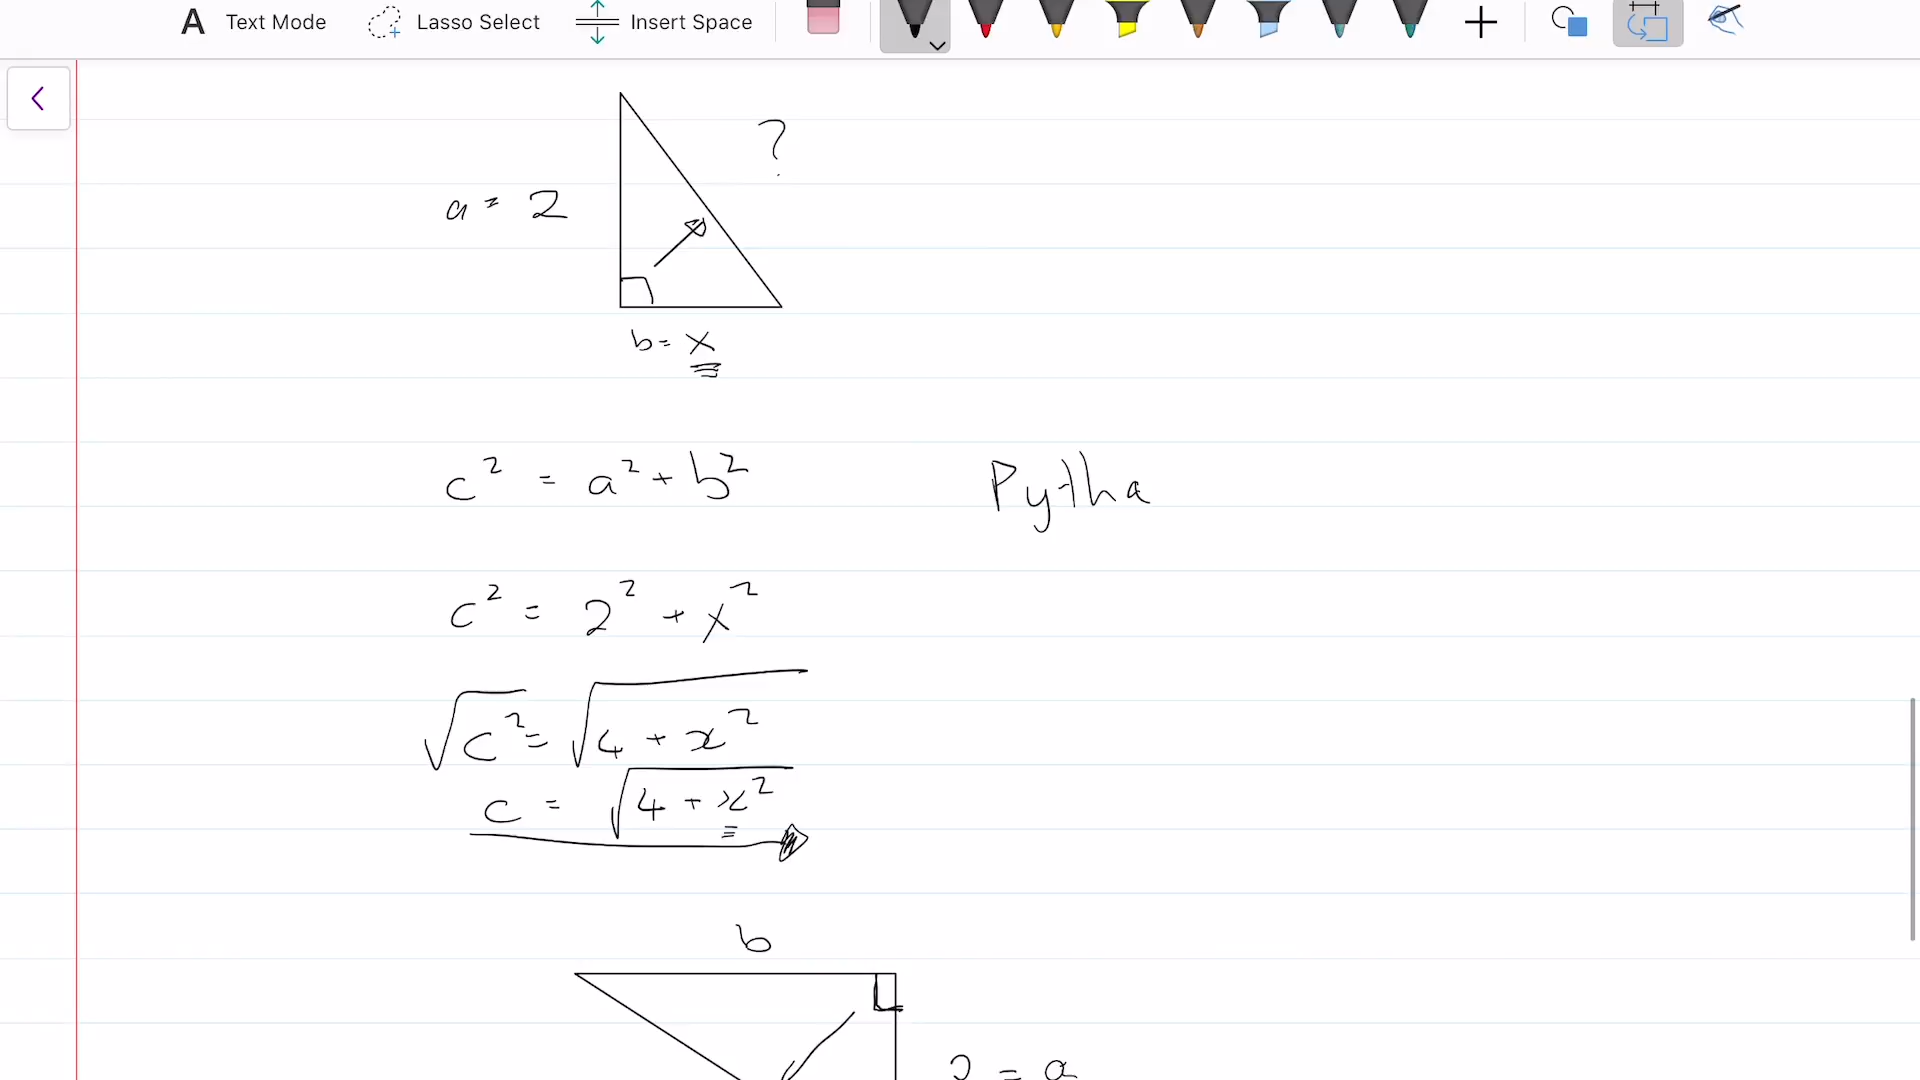 A Text Mode Lasso Select Insert Space
?
a = 2
b = x
c² = a² + b² Pytha
c² = 2² + x²
√c² = √4 + x²
c = √4 + x²
b
2 = a